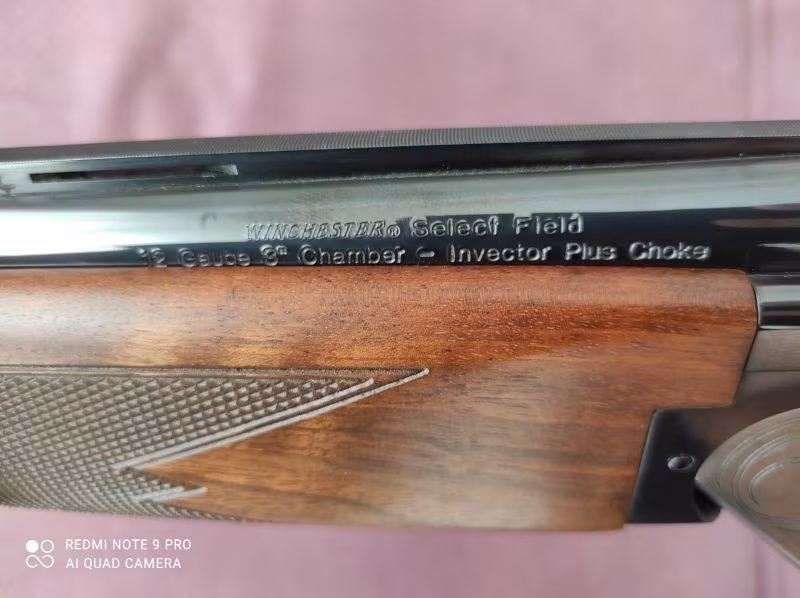 WINCHESTER® Select Field
12 Gauge 3" Chamber - Invector Plus Choke
REDMI NOTE 9 PRO
AI QUAD CAMERA